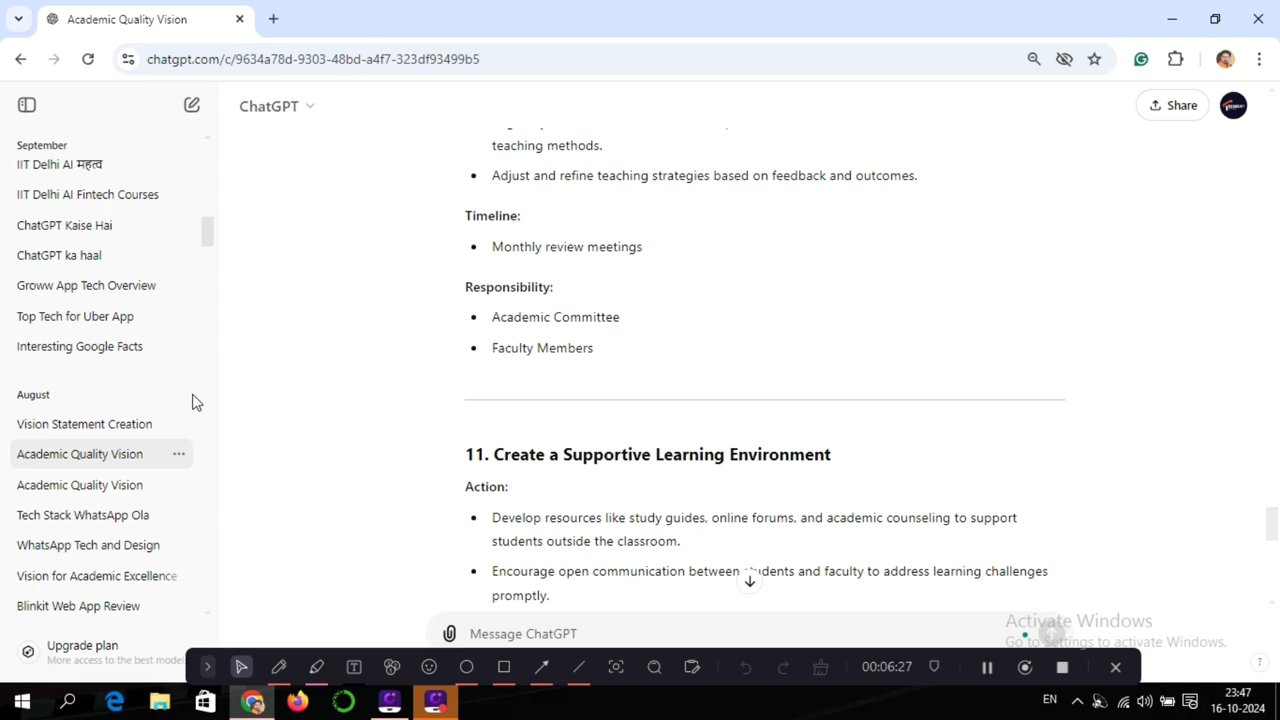 Academic Quality Vision
chatgpt.com/c/9634a78d-9303-48bd-a4f7-323df93499b5
ChatGPT
Share
September
IIT Delhi AI महत्व
IIT Delhi AI Fintech Courses
ChatGPT Kaise Hai
ChatGPT ka haal
Groww App Tech Overview
Top Tech for Uber App
Interesting Google Facts
August
Vision Statement Creation
Academic Quality Vision
Academic Quality Vision
Tech Stack WhatsApp Ola
WhatsApp Tech and Design
Vision for Academic Excellence
Blinkit Web App Review
Upgrade plan
More access to the best models
teaching methods.
Adjust and refine teaching strategies based on feedback and outcomes.
Timeline:
Monthly review meetings
Responsibility:
Academic Committee
Faculty Members
11. Create a Supportive Learning Environment
Action:
Develop resources like study guides, online forums, and academic counseling to support
students outside the classroom.
Encourage open communication between students and faculty to address learning challenges
promptly.
Message ChatGPT
Activate Windows
Go to Settings to activate Windows.
00:06:27
EN
23:47
16-10-2024